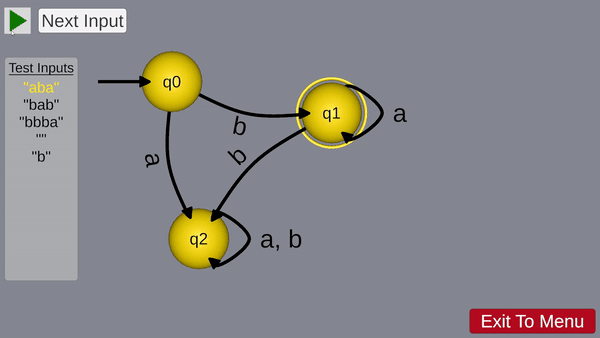 Next Input
Test Inputs
"aba"
"bab"
"bbba"
""
"b"
q0
q1
a
b
b
a
q2
a, b
Exit To Menu